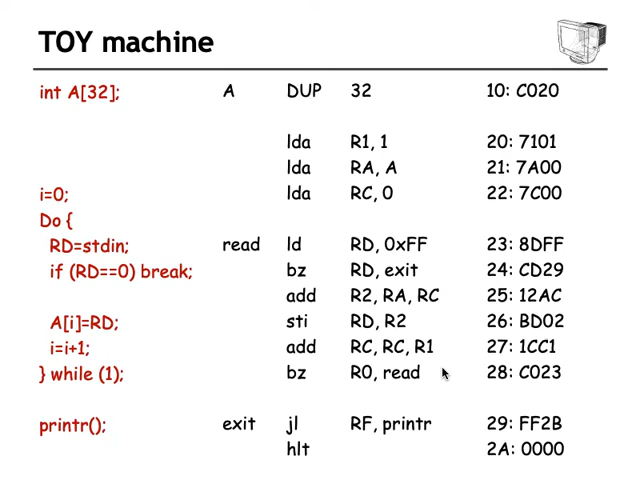 TOY machine
int A[32]; A DUP 32 10: C020
lda R1, 1 20: 7101
lda RA, A 21: 7A00
i=0; lda RC, 0 22: 7C00
Do {
RD=stdin; read ld RD, 0xFF 23: 8DFF
if (RD==0) break; bz RD, exit 24: CD29
add R2, RA, RC 25: 12AC
A[i]=RD; sti RD, R2 26: BD02
i=i+1; add RC, RC, R1 27: 1CC1
} while (1); bz R0, read 28: C023
printr(); exit jl RF, printr 29: FF2B
hlt 2A: 0000